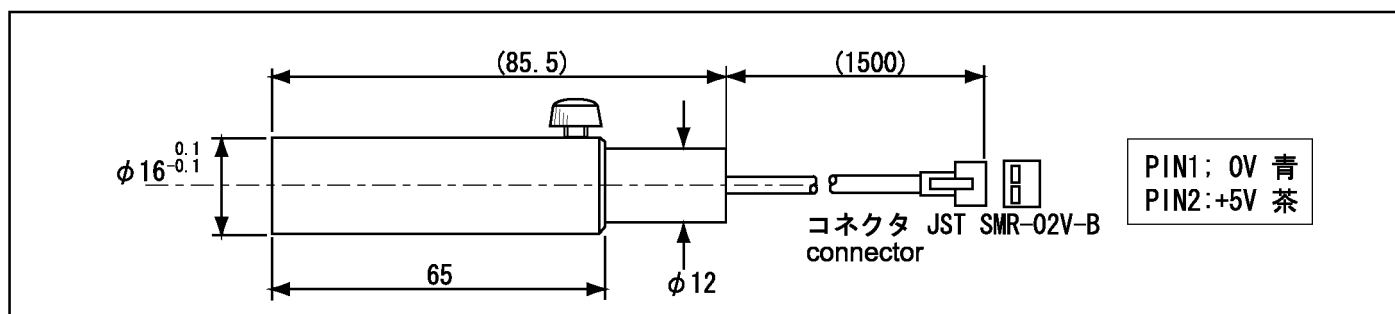 (85.5)
(1500)
φ16 0.1
-0.1
PIN1; 0V 青
PIN2:+5V 茶
コネクタ JST SMR-02V-B
connector
65
φ12